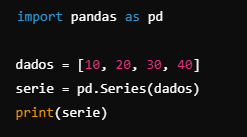 import pandas as pd
dados = [10, 20, 30, 40]
serie = pd.Series(dados)
print(serie)